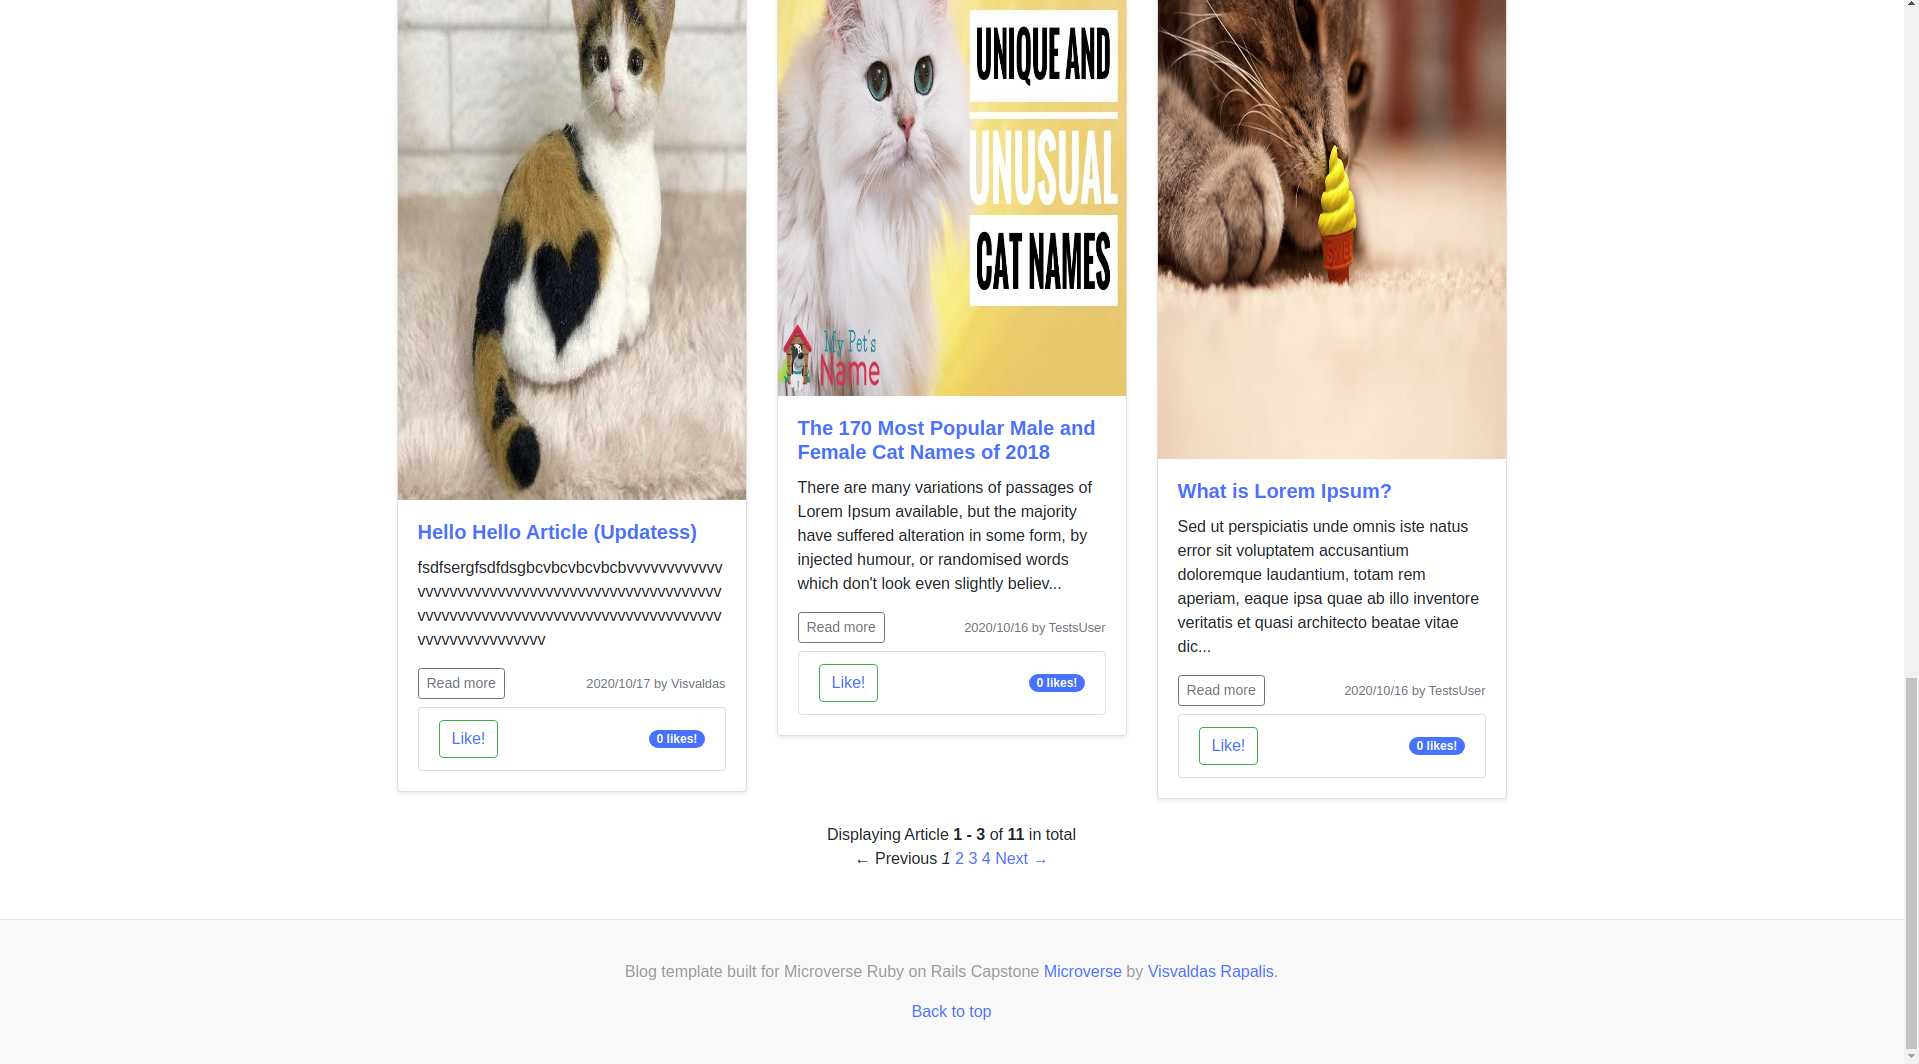 UNIQUE AND
UNUSUAL
CAT NAMES
My Pet's
Name
Hello Hello Article (Updatess)
fsdfsergfsdfdsgbcvbcvbcvbcbvvvvvvvvvvvv
vvvvvvvvvvvvvvvvvvvvvvvvvvvvvvvvvvvvvv
vvvvvvvvvvvvvvvvvvvvvvvvvvvvvvvvvvvvvv
vvvvvvvvvvvvvvvv
Read more
2020/10/17 by Visvaldas
Like!
0 likes!
The 170 Most Popular Male and
Female Cat Names of 2018
There are many variations of passages of
Lorem Ipsum available, but the majority
have suffered alteration in some form, by
injected humour, or randomised words
which don't look even slightly believ...
Read more
2020/10/16 by TestsUser
Like!
0 likes!
What is Lorem Ipsum?
Sed ut perspiciatis unde omnis iste natus
error sit voluptatem accusantium
doloremque laudantium, totam rem
aperiam, eaque ipsa quae ab illo inventore
veritatis et quasi architecto beatae vitae
dic...
Read more
2020/10/16 by TestsUser
Like!
0 likes!
Displaying Article 1 - 3 of 11 in total
← Previous 1 2 3 4 Next →
Blog template built for Microverse Ruby on Rails Capstone Microverse by Visvaldas Rapalis.
Back to top